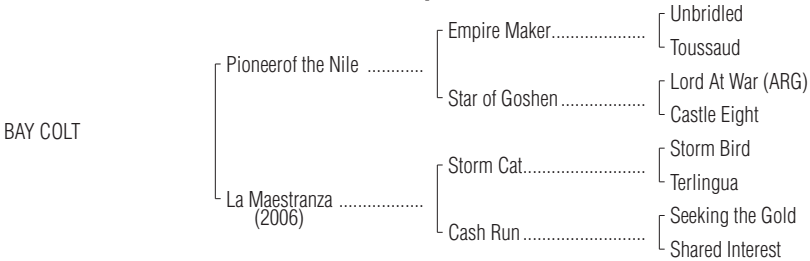 Unbridled
Empire Maker.....................
Toussaud
Pioneerof the Nile ............
Lord At War (ARG)
Star of Goshen...................
Castle Eight
BAY COLT
Storm Bird
Storm Cat...........................
Terlingua
La Maestranza ..................
(2006)
Seeking the Gold
Cash Run...........................
Shared Interest